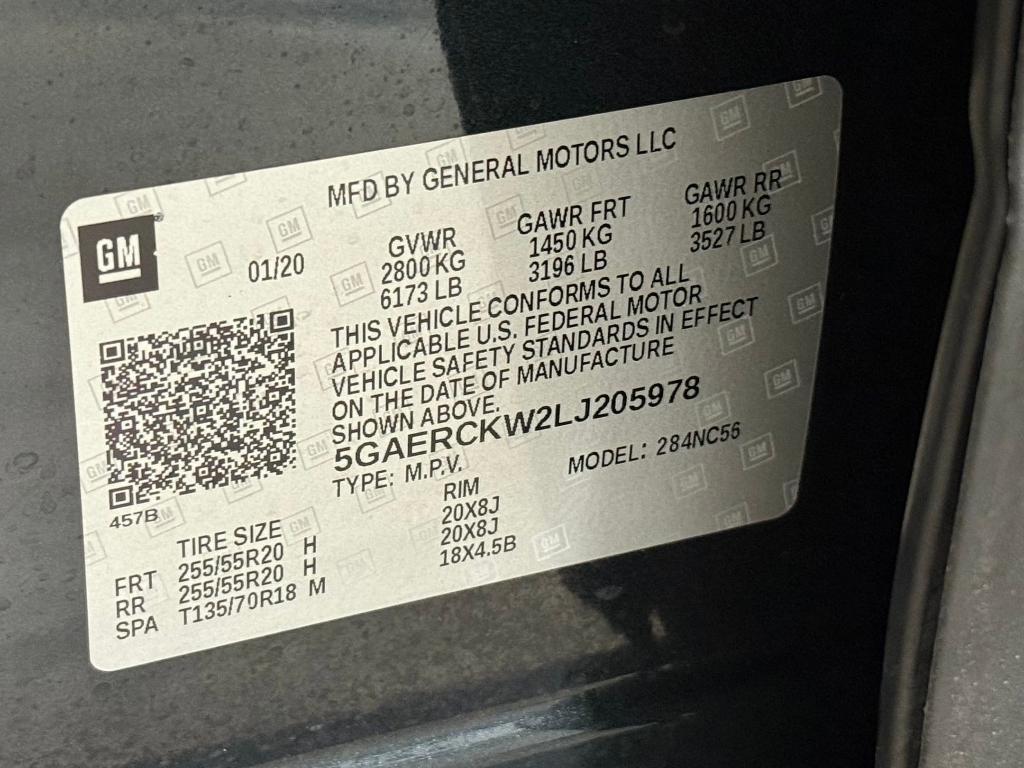 MFD BY GENERAL MOTORS LLC
GM
01/20
GVWR GAWR FRT GAWR RR
2800 KG 1450 KG 1600 KG
6173 LB 3196 LB 3527 LB
THIS VEHICLE CONFORMS TO ALL
APPLICABLE U.S. FEDERAL MOTOR
VEHICLE SAFETY STANDARDS IN EFFECT
ON THE DATE OF MANUFACTURE
SHOWN ABOVE.
5GAERCKW2LJ205978
TYPE: M.P.V. MODEL: 284NC56
457B
TIRE SIZE RIM
FRT 255/55R20 H 20X8J
RR 255/55R20 H 20X8J
SPA T135/70R18 M 18X4.5B